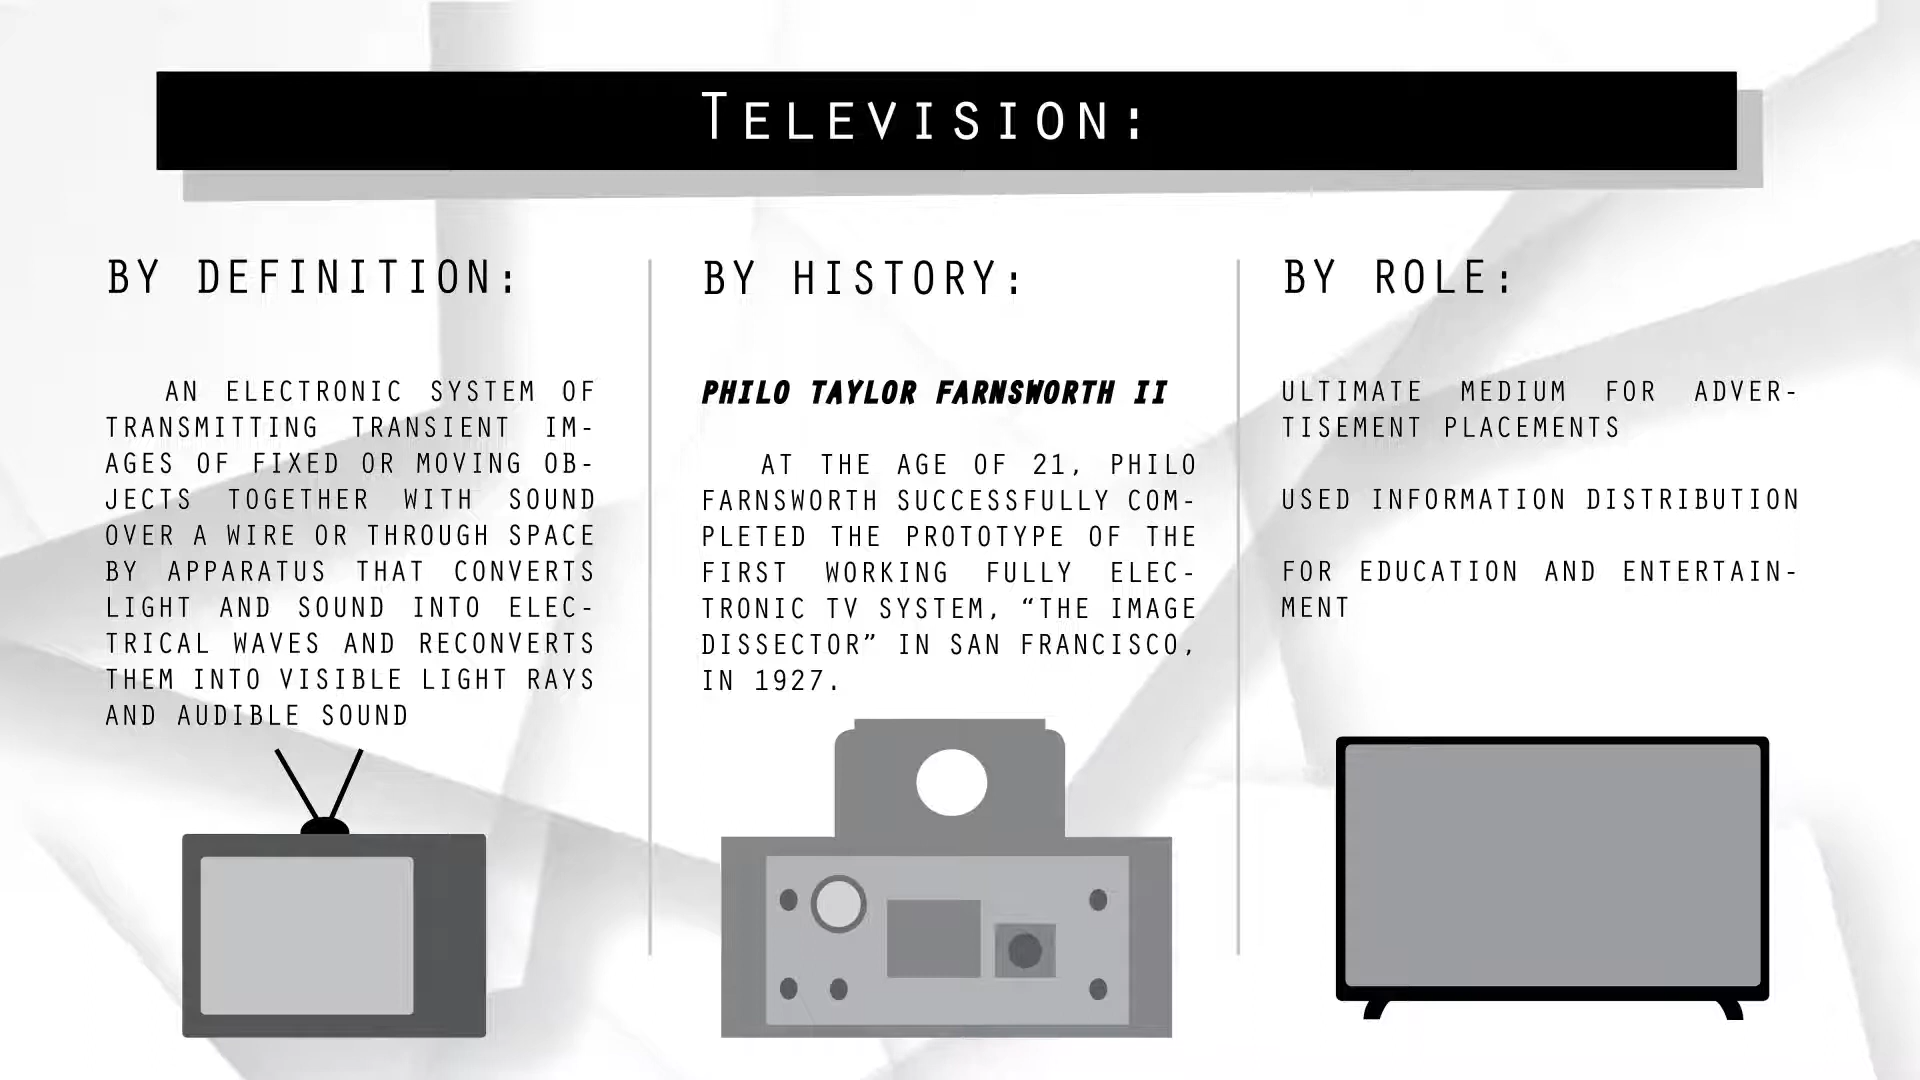 TELEVISION:
BY DEFINITION:
AN ELECTRONIC SYSTEM OF
TRANSMITTING TRANSIENT IM-
AGES OF FIXED OR MOVING OB-
JECTS TOGETHER WITH SOUND
OVER A WIRE OR THROUGH SPACE
BY APPARATUS THAT CONVERTS
LIGHT AND SOUND INTO ELEC-
TRICAL WAVES AND RECONVERTS
THEM INTO VISIBLE LIGHT RAYS
AND AUDIBLE SOUND
BY HISTORY:
PHILO TAYLOR FARNSWORTH II
AT THE AGE OF 21, PHILO
FARNSWORTH SUCCESSFULLY COM-
PLETED THE PROTOTYPE OF THE
FIRST WORKING FULLY ELEC-
TRONIC TV SYSTEM, “THE IMAGE
DISSECTOR” IN SAN FRANCISCO,
IN 1927.
BY ROLE:
ULTIMATE MEDIUM FOR ADVER-
TISEMENT PLACEMENTS
USED INFORMATION DISTRIBUTION
FOR EDUCATION AND ENTERTAIN-
MENT